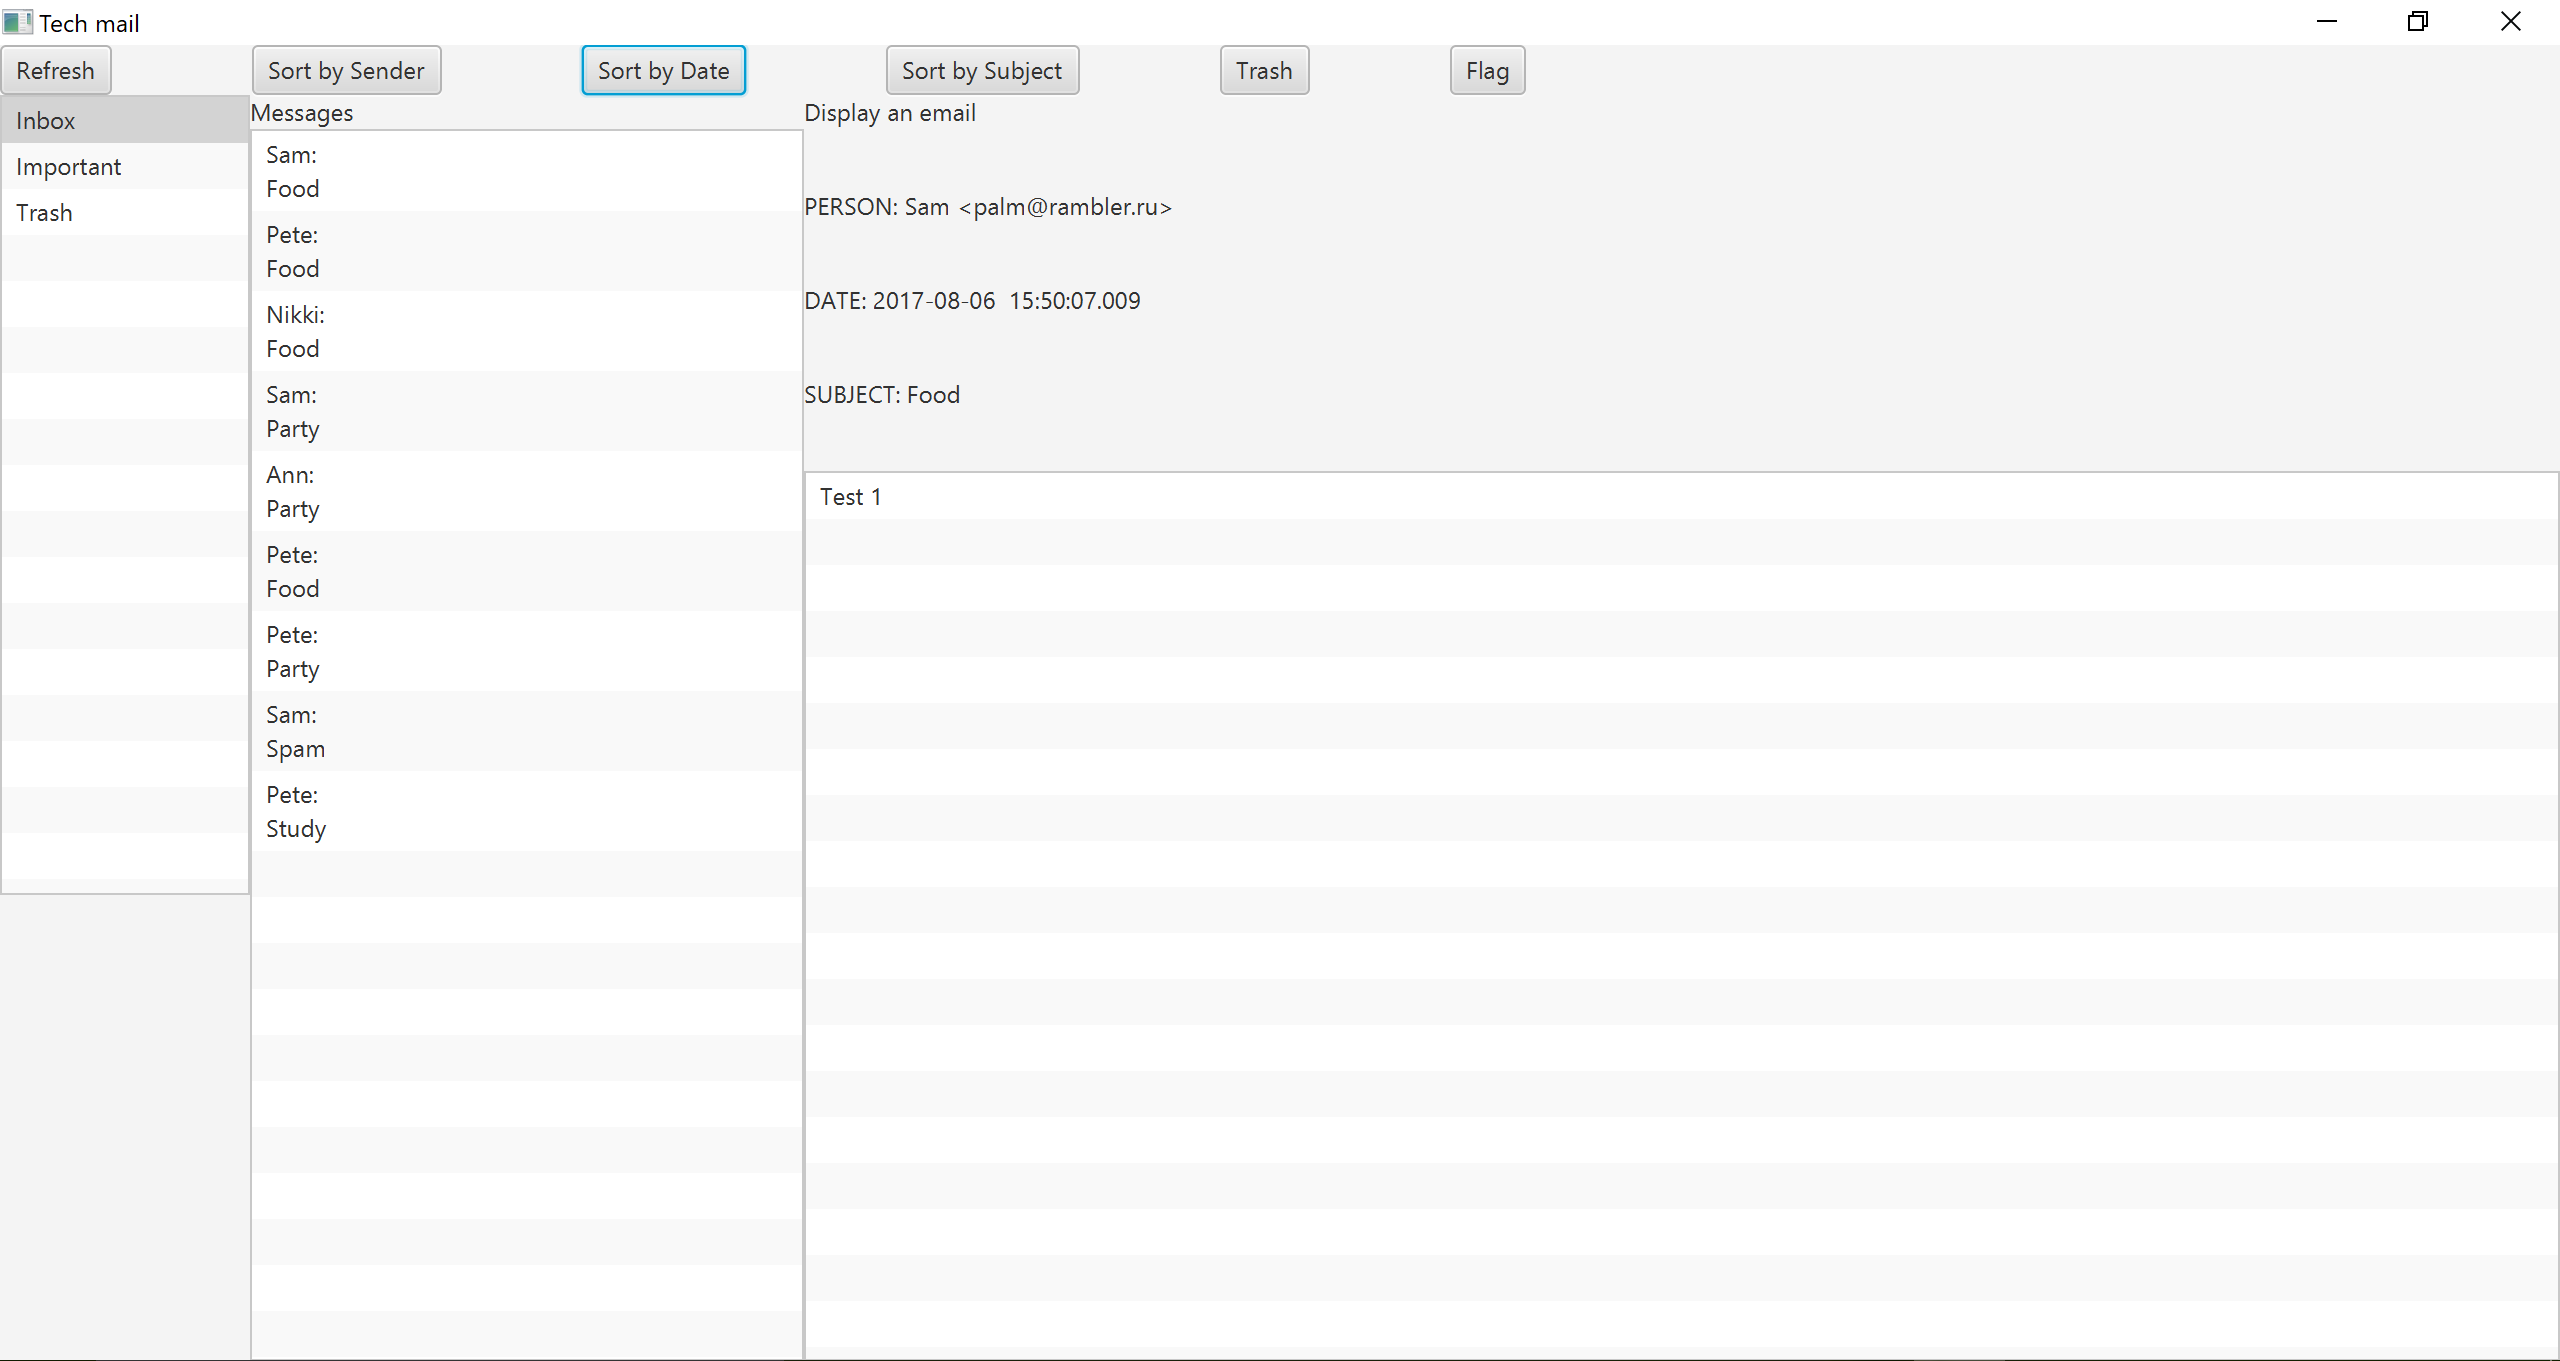 Tech mail
Refresh
Sort by Sender
Sort by Date
Sort by Subject
Trash
Flag
Inbox
Important
Trash
Messages
Sam:
Food
Pete:
Food
Nikki:
Food
Sam:
Party
Ann:
Party
Pete:
Food
Pete:
Party
Sam:
Spam
Pete:
Study
Display an email
PERSON: Sam <palm@rambler.ru>
DATE: 2017-08-06  15:50:07.009
SUBJECT: Food
Test 1